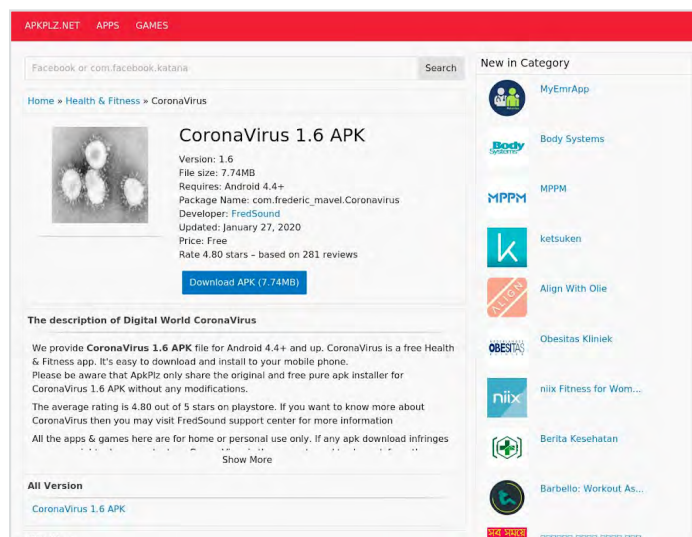 APKPLZ.NET APPS GAMES
Facebook or com.facebook.katana Search
Home » Health & Fitness » CoronaVirus
CoronaVirus 1.6 APK
Version: 1.6
File size: 7.74MB
Requires: Android 4.4+
Package Name: com.frederic_mavel.Coronavirus
Developer: FredSound
Updated: January 27, 2020
Price: Free
Rate 4.80 stars – based on 281 reviews
Download APK (7.74MB)
The description of Digital World CoronaVirus
We provide CoronaVirus 1.6 APK file for Android 4.4+ and up. CoronaVirus is a free Health
& Fitness app. It's easy to download and install to your mobile phone.
Please be aware that ApkPlz only share the original and free pure apk installer for
CoronaVirus 1.6 APK without any modifications.
The average rating is 4.80 out of 5 stars on playstore. If you want to know more about
CoronaVirus then you may visit FredSound support center for more information
All the apps & games here are for home or personal use only. If any apk download infringes
Show More
All Version
CoronaVirus 1.6 APK
New in Category
MyEmrApp
Body Systems
Body Systems
MPPM
MPPM
k
ketsuken
ALIGN
Align With Olie
OBESITAS
Obesitas Kliniek
niix
niix Fitness for Wom...
Berita Kesehatan
Barbello: Workout As...